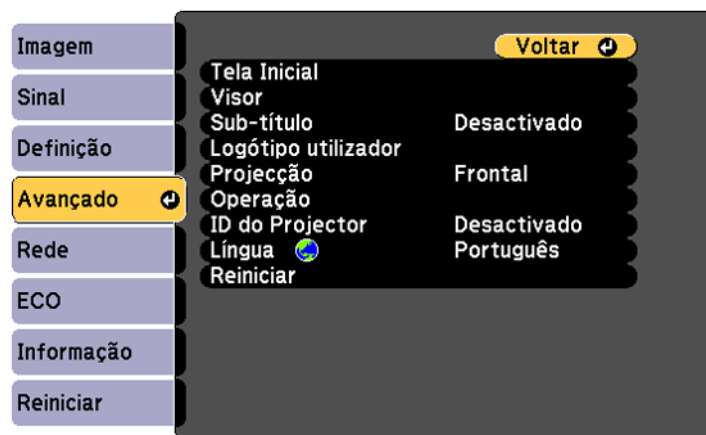 Imagem
Sinal
Definição
Avançado
Rede
ECO
Informação
Reiniciar
Voltar
Tela Inicial
Visor
Sub-título Desactivado
Logótipo utilizador
Projecção Frontal
Operação
ID do Projector Desactivado
Língua Português
Reiniciar